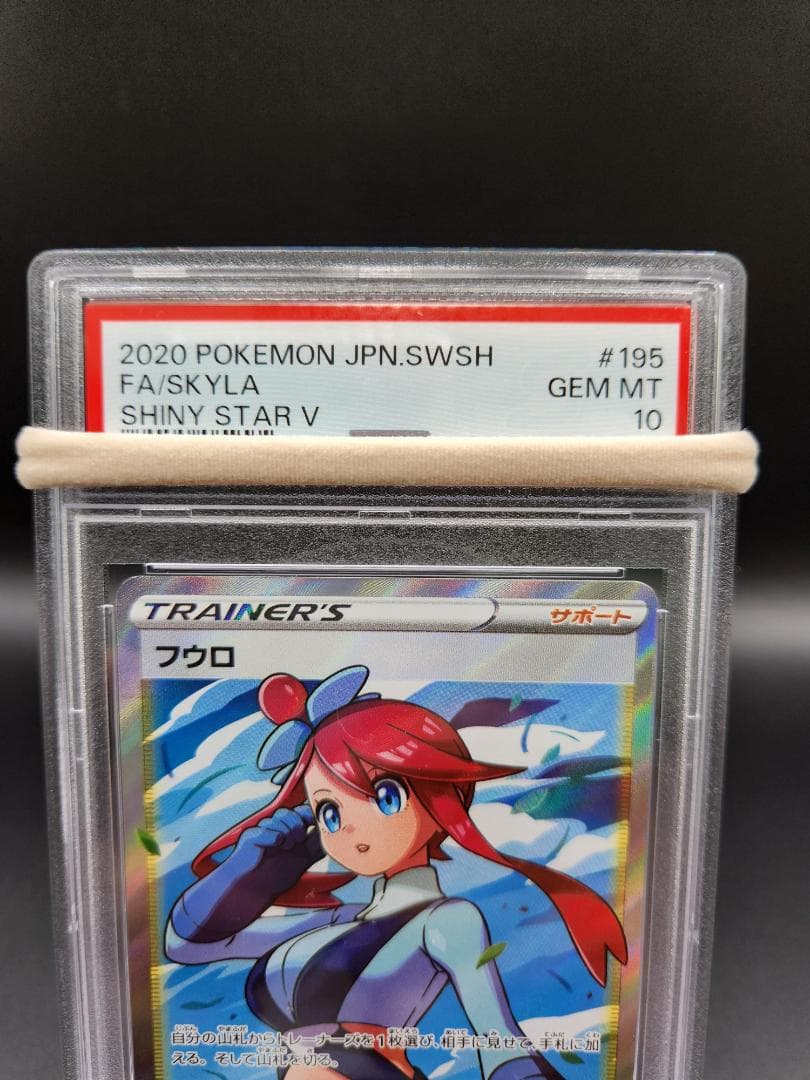 2020 POKEMON JPN.SWSH #195
FA/SKYLA GEM MT
SHINY STAR V 10
TRAINER'S サポート
フウロ
自分の山札からトレーナーズを1枚選び、相手に見せて、手札に加
える。そして山札を切る。